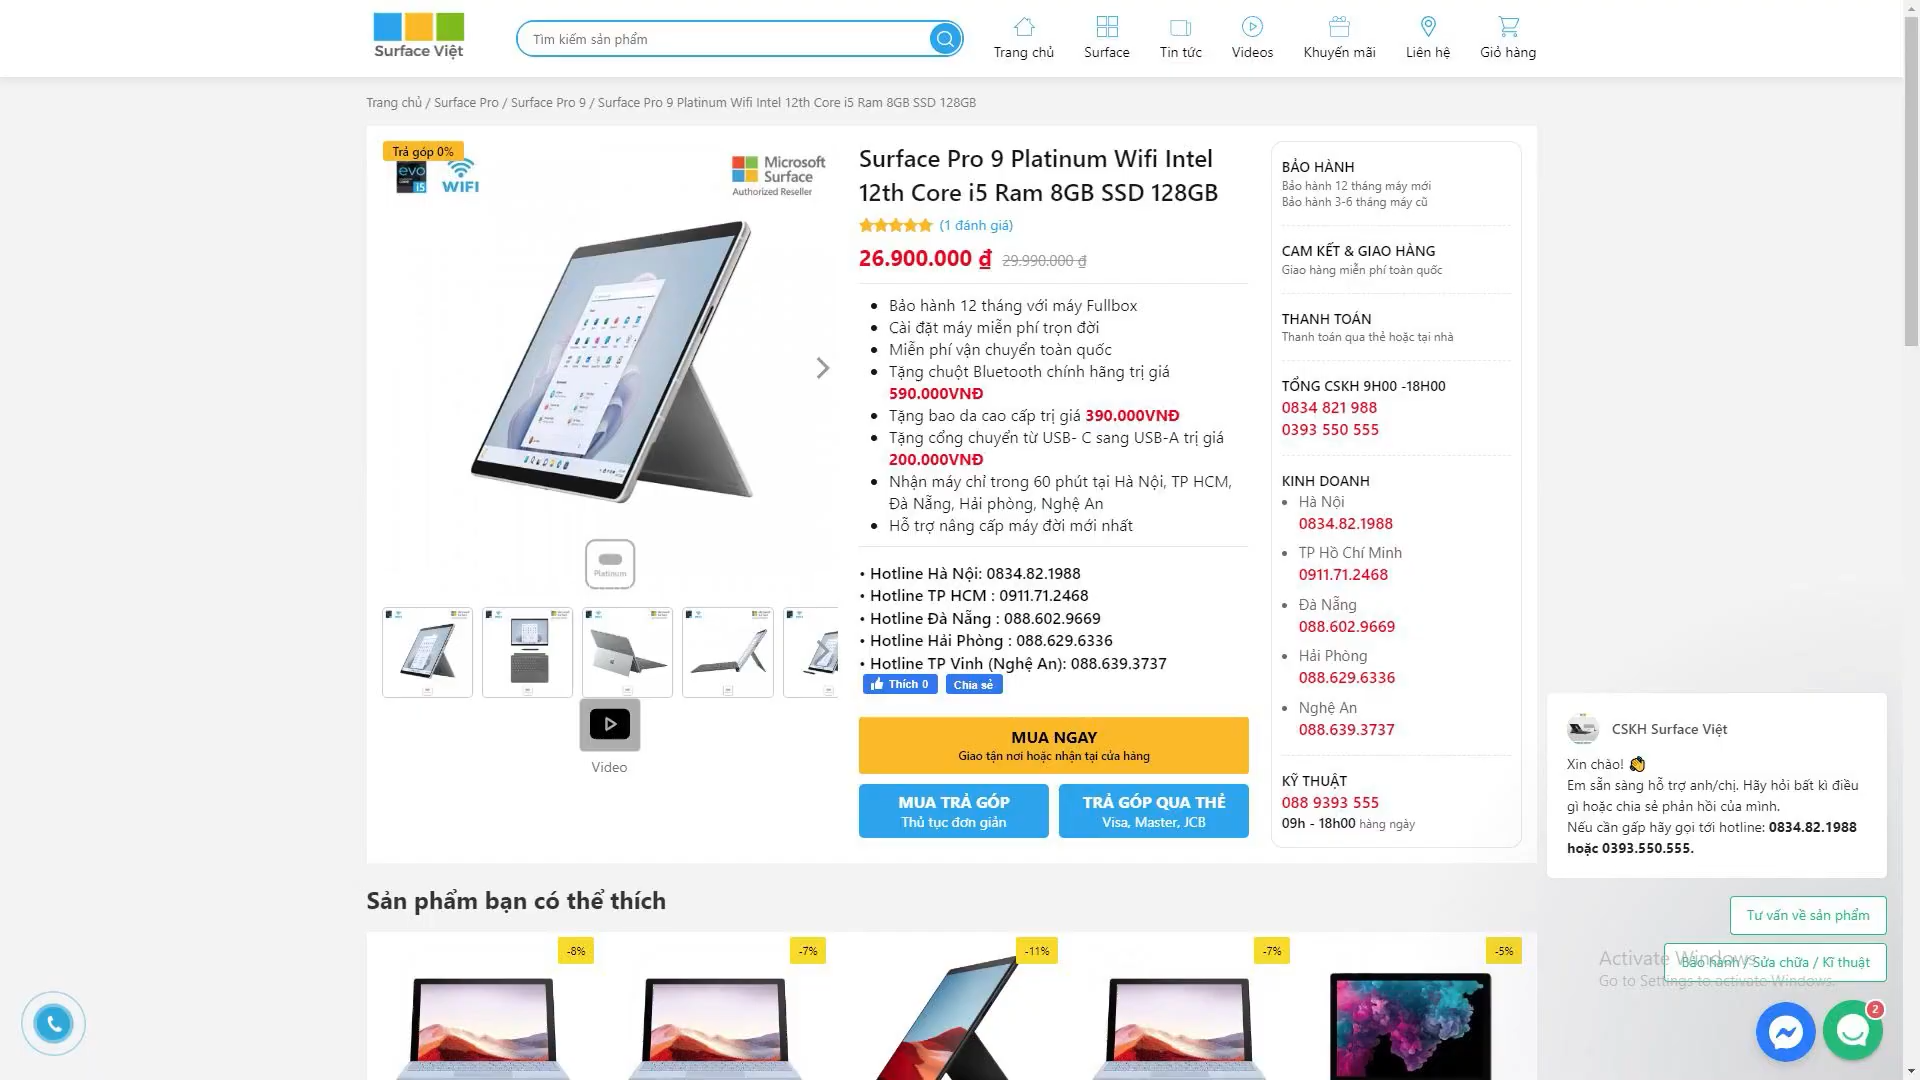 Surface Việt
Tìm kiếm sản phẩm
Trang chủ
Surface
Tin tức
Videos
Khuyến mãi
Liên hệ
Giỏ hàng
Trang chủ / Surface Pro / Surface Pro 9 / Surface Pro 9 Platinum Wifi Intel 12th Core i5 Ram 8GB SSD 128GB
Trả góp 0%
evo
i5
WIFI
Microsoft
Surface
Authorized Reseller
Platinum
Video
Surface Pro 9 Platinum Wifi Intel
12th Core i5 Ram 8GB SSD 128GB
(1 đánh giá)
26.900.000 ₫ 29.990.000 ₫
• Bảo hành 12 tháng với máy Fullbox
• Cài đặt máy miễn phí trọn đời
• Miễn phí vận chuyển toàn quốc
• Tặng chuột Bluetooth chính hãng trị giá
590.000VNĐ
• Tặng bao da cao cấp trị giá 390.000VNĐ
• Tặng cổng chuyển từ USB- C sang USB-A trị giá
200.000VNĐ
• Nhận máy chỉ trong 60 phút tại Hà Nội, TP HCM,
Đà Nẵng, Hải phòng, Nghệ An
• Hỗ trợ nâng cấp máy đời mới nhất
• Hotline Hà Nội: 0834.82.1988
• Hotline TP HCM : 0911.71.2468
• Hotline Đà Nẵng : 088.602.9669
• Hotline Hải Phòng : 088.629.6336
• Hotline TP Vinh (Nghệ An): 088.639.3737
Thích 0
Chia sẻ
MUA NGAY
Giao tận nơi hoặc nhận tại cửa hàng
MUA TRẢ GÓP
Thủ tục đơn giản
TRẢ GÓP QUA THẺ
Visa, Master, JCB
BẢO HÀNH
Bảo hành 12 tháng máy mới
Bảo hành 3-6 tháng máy cũ
CAM KẾT & GIAO HÀNG
Giao hàng miễn phí toàn quốc
THANH TOÁN
Thanh toán qua thẻ hoặc tại nhà
TỔNG CSKH 9H00 -18H00
0834 821 988
0393 550 555
KINH DOANH
• Hà Nội
0834.82.1988
• TP Hồ Chí Minh
0911.71.2468
• Đà Nẵng
088.602.9669
• Hải Phòng
088.629.6336
• Nghệ An
088.639.3737
KỸ THUẬT
088 9393 555
09h - 18h00 hàng ngày
CSKH Surface Việt
Xin chào! 👋
Em sẵn sàng hỗ trợ anh/chị. Hãy hỏi bất kì điều
gì hoặc chia sẻ phản hồi của mình.
Nếu cần gấp hãy gọi tới hotline: 0834.82.1988
hoặc 0393.550.555.
Tư vấn về sản phẩm
Bảo hành / Sửa chữa / Kĩ thuật
Activate Windows
Go to Settings to activate Windows.
2
Sản phẩm bạn có thể thích
-8%
-7%
-11%
-7%
-5%